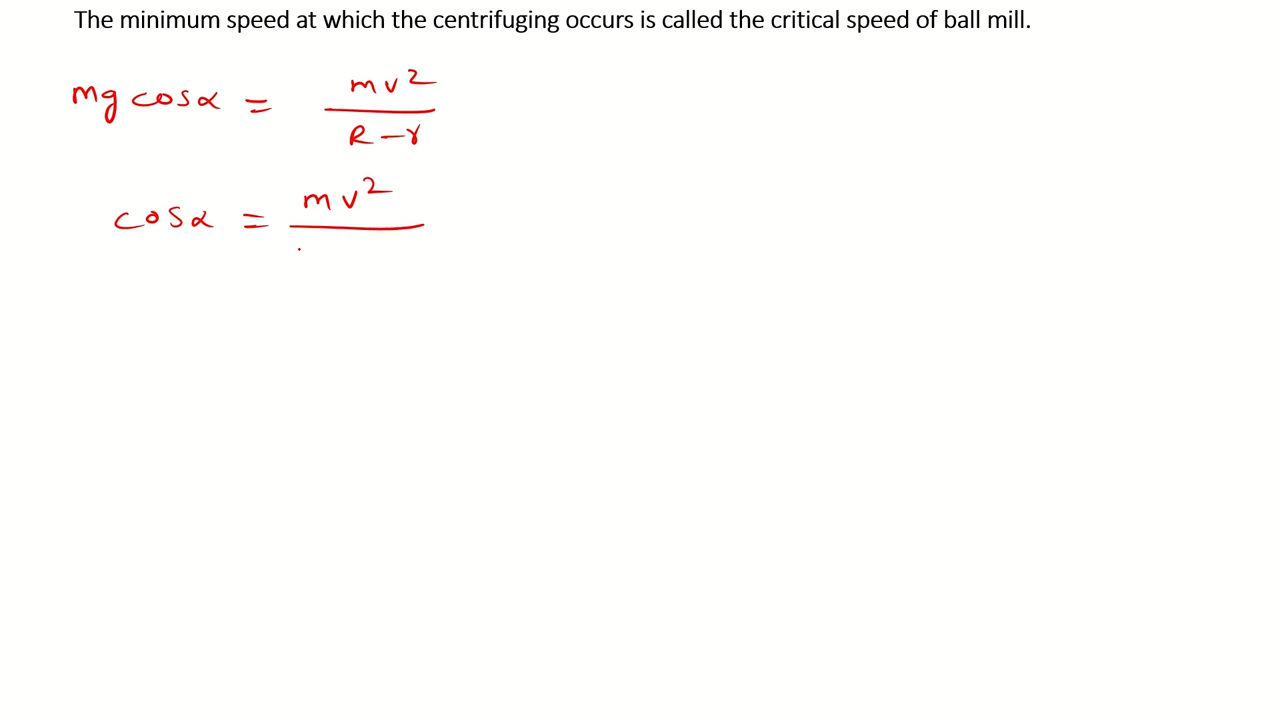 The minimum speed at which the centrifuging occurs is called the critical speed of ball mill.
mg cosα = mv² / R-r
cosα = mv² /